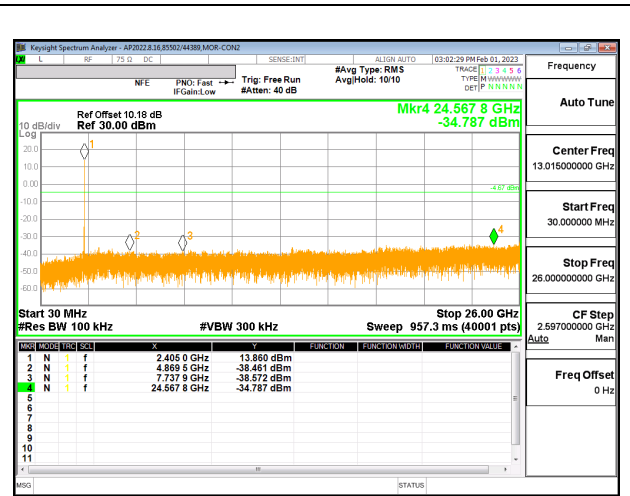 Keysight Spectrum Analyzer - AP2022.8.16,85502/44389,MOR-CON2
LXI L RF 75 Ω DC SENSE:INT ALIGN AUTO 03:02:29 PM Feb 01, 2023
NFE PNO: Fast IFGain:Low
Trig: Free Run
#Atten: 40 dB
#Avg Type: RMS
Avg|Hold: 10/10
TRACE 1 2 3 4 5 6
TYPE M WWWWW
DET P N N N N N
Mkr4 24.567 8 GHz
-34.787 dBm
Ref Offset 10.18 dB
10 dB/div Ref 30.00 dBm
Log
20.0
10.0
0.00
-10.0
-20.0
-30.0
-40.0
-50.0
-60.0
1
2
3
4
-4.67 dBm
Start 30 MHz Stop 26.00 GHz
#Res BW 100 kHz #VBW 300 kHz Sweep 957.3 ms (40001 pts)
MKR MODE TRC SCL X Y FUNCTION FUNCTION WIDTH FUNCTION VALUE
1 N 1 f 2.405 0 GHz 13.860 dBm
2 N 1 f 4.869 5 GHz -38.461 dBm
3 N 1 f 7.737 9 GHz -38.572 dBm
4 N 1 f 24.567 8 GHz -34.787 dBm
5
6
7
8
9
10
11
MSG STATUS
Frequency
Auto Tune
Center Freq
13.015000000 GHz
Start Freq
30.000000 MHz
Stop Freq
26.000000000 GHz
CF Step
2.597000000 GHz
Auto Man
Freq Offset
0 Hz